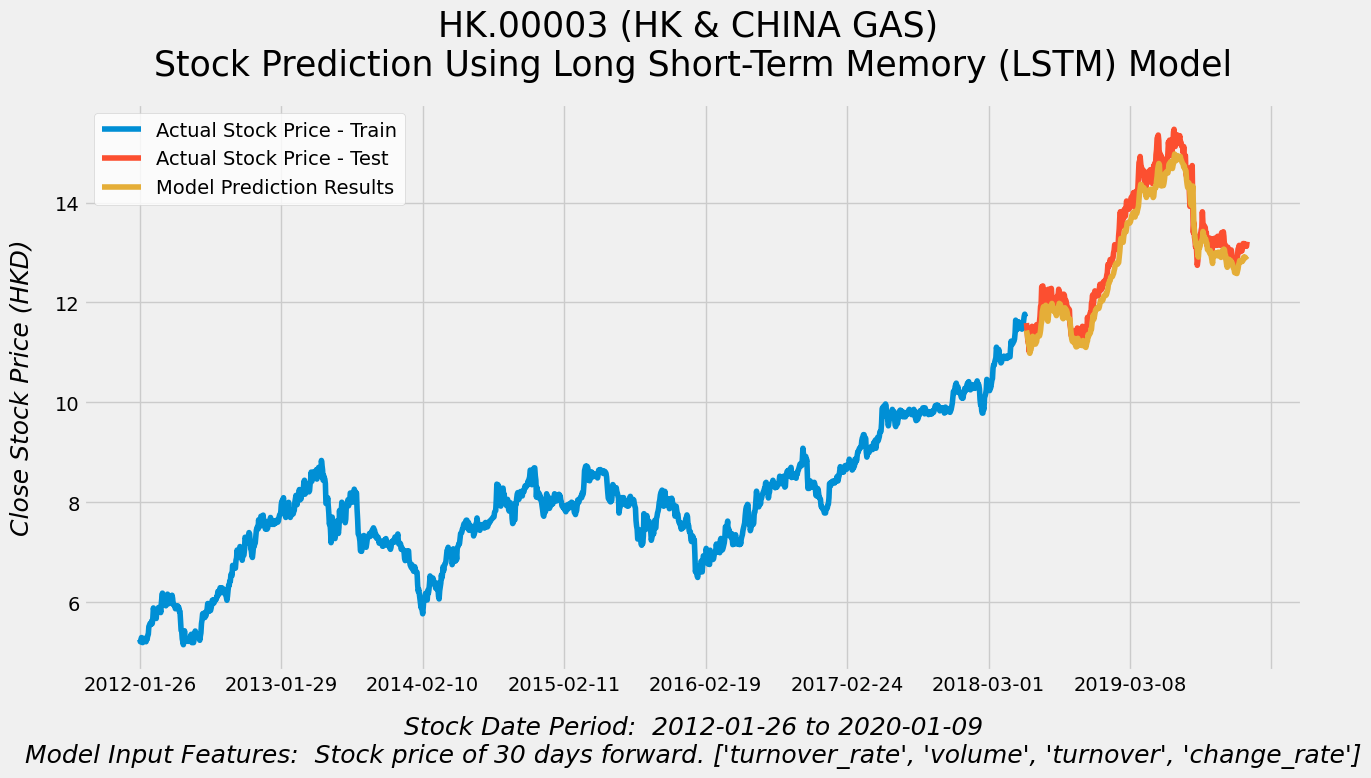 HK.00003 (HK & CHINA GAS)
Stock Prediction Using Long Short-Term Memory (LSTM) Model
Actual Stock Price - Train
Actual Stock Price - Test
Model Prediction Results
Close Stock Price (HKD)
14
12
10
8
6
2012-01-26 2013-01-29 2014-02-10 2015-02-11 2016-02-19 2017-02-24 2018-03-01 2019-03-08
Stock Date Period:  2012-01-26 to 2020-01-09
Model Input Features:  Stock price of 30 days forward. ['turnover_rate', 'volume', 'turnover', 'change_rate']